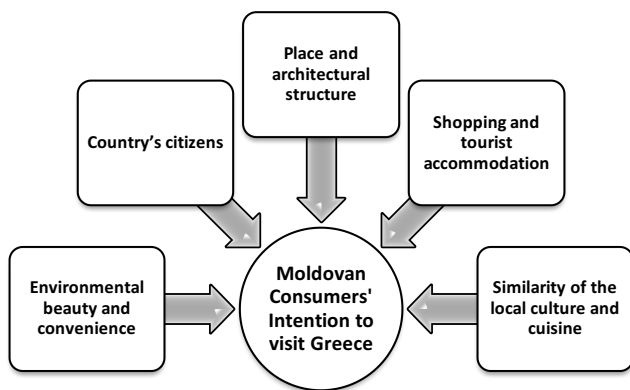 Place and
architectural
structure
Country's citizens
Shopping and
tourist
accommodation
Environmental
beauty and
convenience
Moldovan
Consumers'
Intention to
visit Greece
Similarity of the
local culture and
cuisine